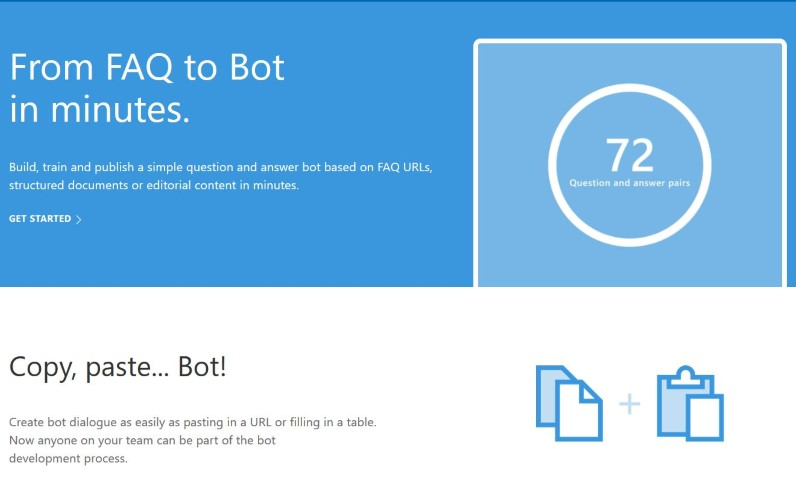 From FAQ to Bot
in minutes.
Build, train and publish a simple question and answer bot based on FAQ URLs,
structured documents or editorial content in minutes.
GET STARTED >
72
Question and answer pairs
Copy, paste... Bot!
Create bot dialogue as easily as pasting in a URL or filling in a table.
Now anyone on your team can be part of the bot
development process.